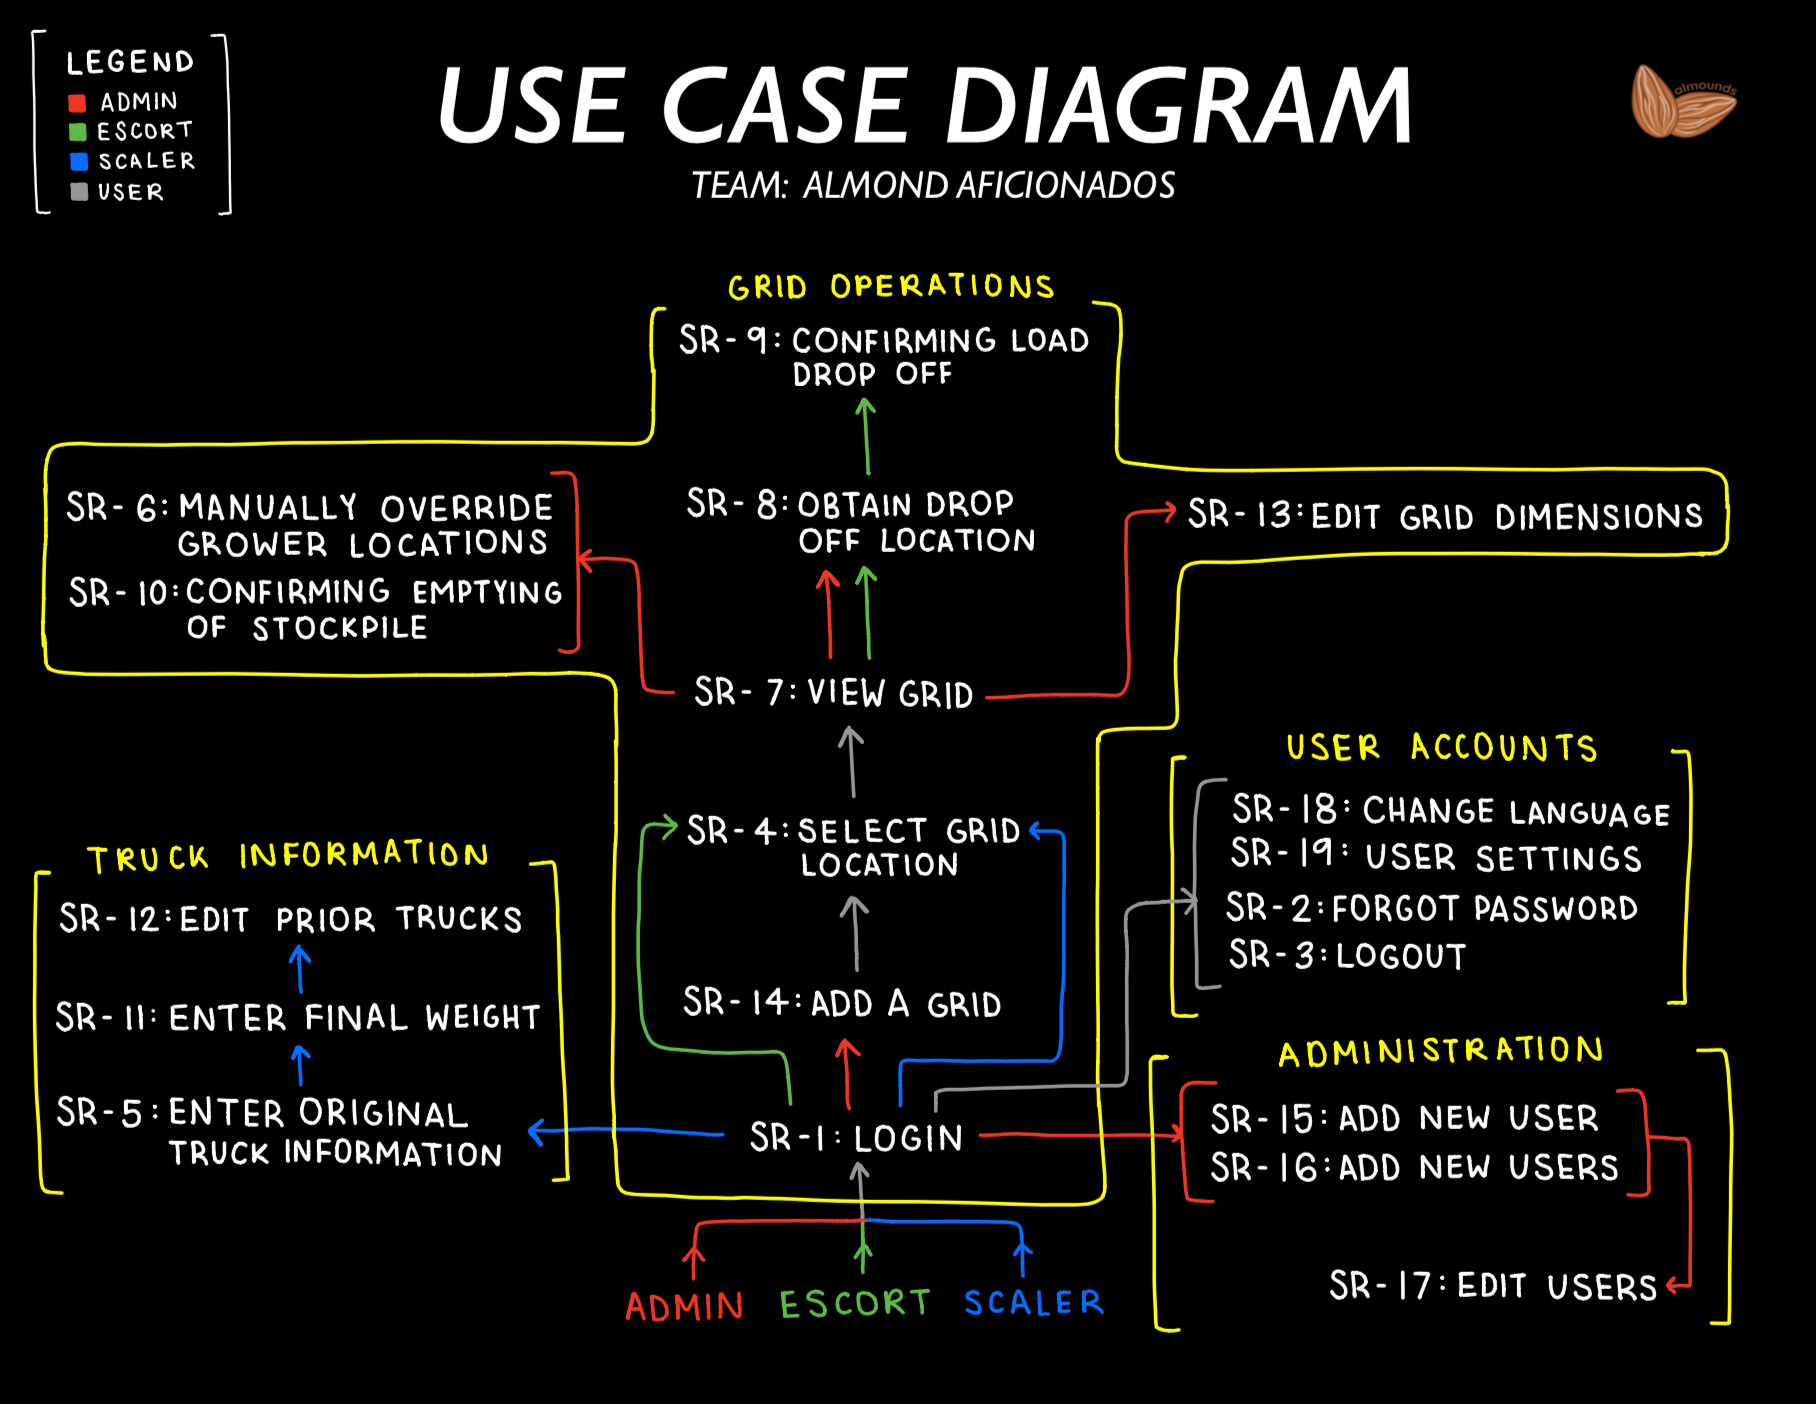 LEGEND
ADMIN
ESCORT
SCALER
USER
USE CASE DIAGRAM
TEAM: ALMOND AFICIONADOS
almounds
GRID OPERATIONS
SR-9: CONFIRMING LOAD
DROP OFF
SR-6: MANUALLY OVERRIDE
GROWER LOCATIONS
SR-10: CONFIRMING EMPTYING
OF STOCKPILE
SR-8: OBTAIN DROP
OFF LOCATION
SR-13: EDIT GRID DIMENSIONS
SR-7: VIEW GRID
SR-4: SELECT GRID
LOCATION
SR-14: ADD A GRID
SR-1: LOGIN
USER ACCOUNTS
SR-18: CHANGE LANGUAGE
SR-19: USER SETTINGS
SR-2: FORGOT PASSWORD
SR-3: LOGOUT
TRUCK INFORMATION
SR-12: EDIT PRIOR TRUCKS
SR-11: ENTER FINAL WEIGHT
SR-5: ENTER ORIGINAL
TRUCK INFORMATION
ADMINISTRATION
SR-15: ADD NEW USER
SR-16: ADD NEW USERS
SR-17: EDIT USERS
ADMIN ESCORT SCALER